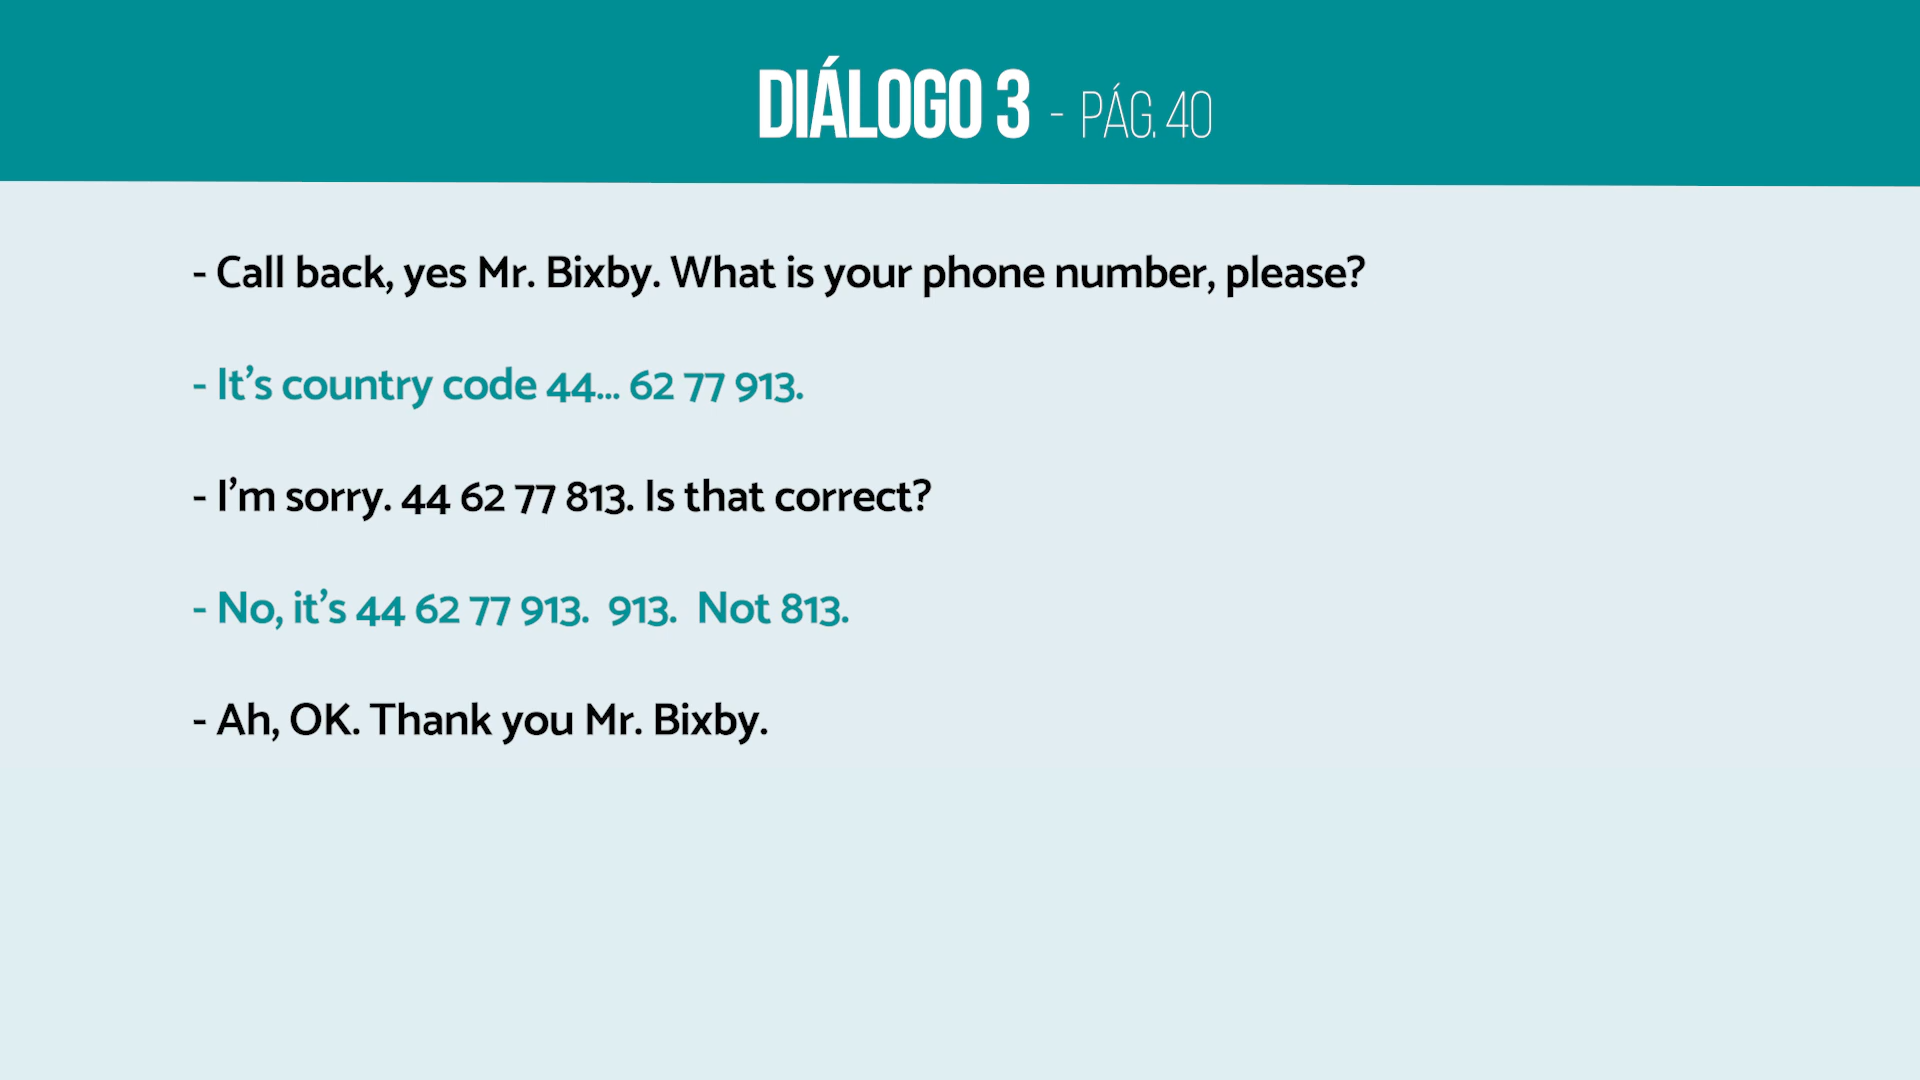 DIÁLOGO 3 - PÁG. 40
- Call back, yes Mr. Bixby. What is your phone number, please?
- It’s country code 44... 62 77 913.
- I’m sorry. 44 62 77 813. Is that correct?
- No, it’s 44 62 77 913.  913.  Not 813.
- Ah, OK. Thank you Mr. Bixby.